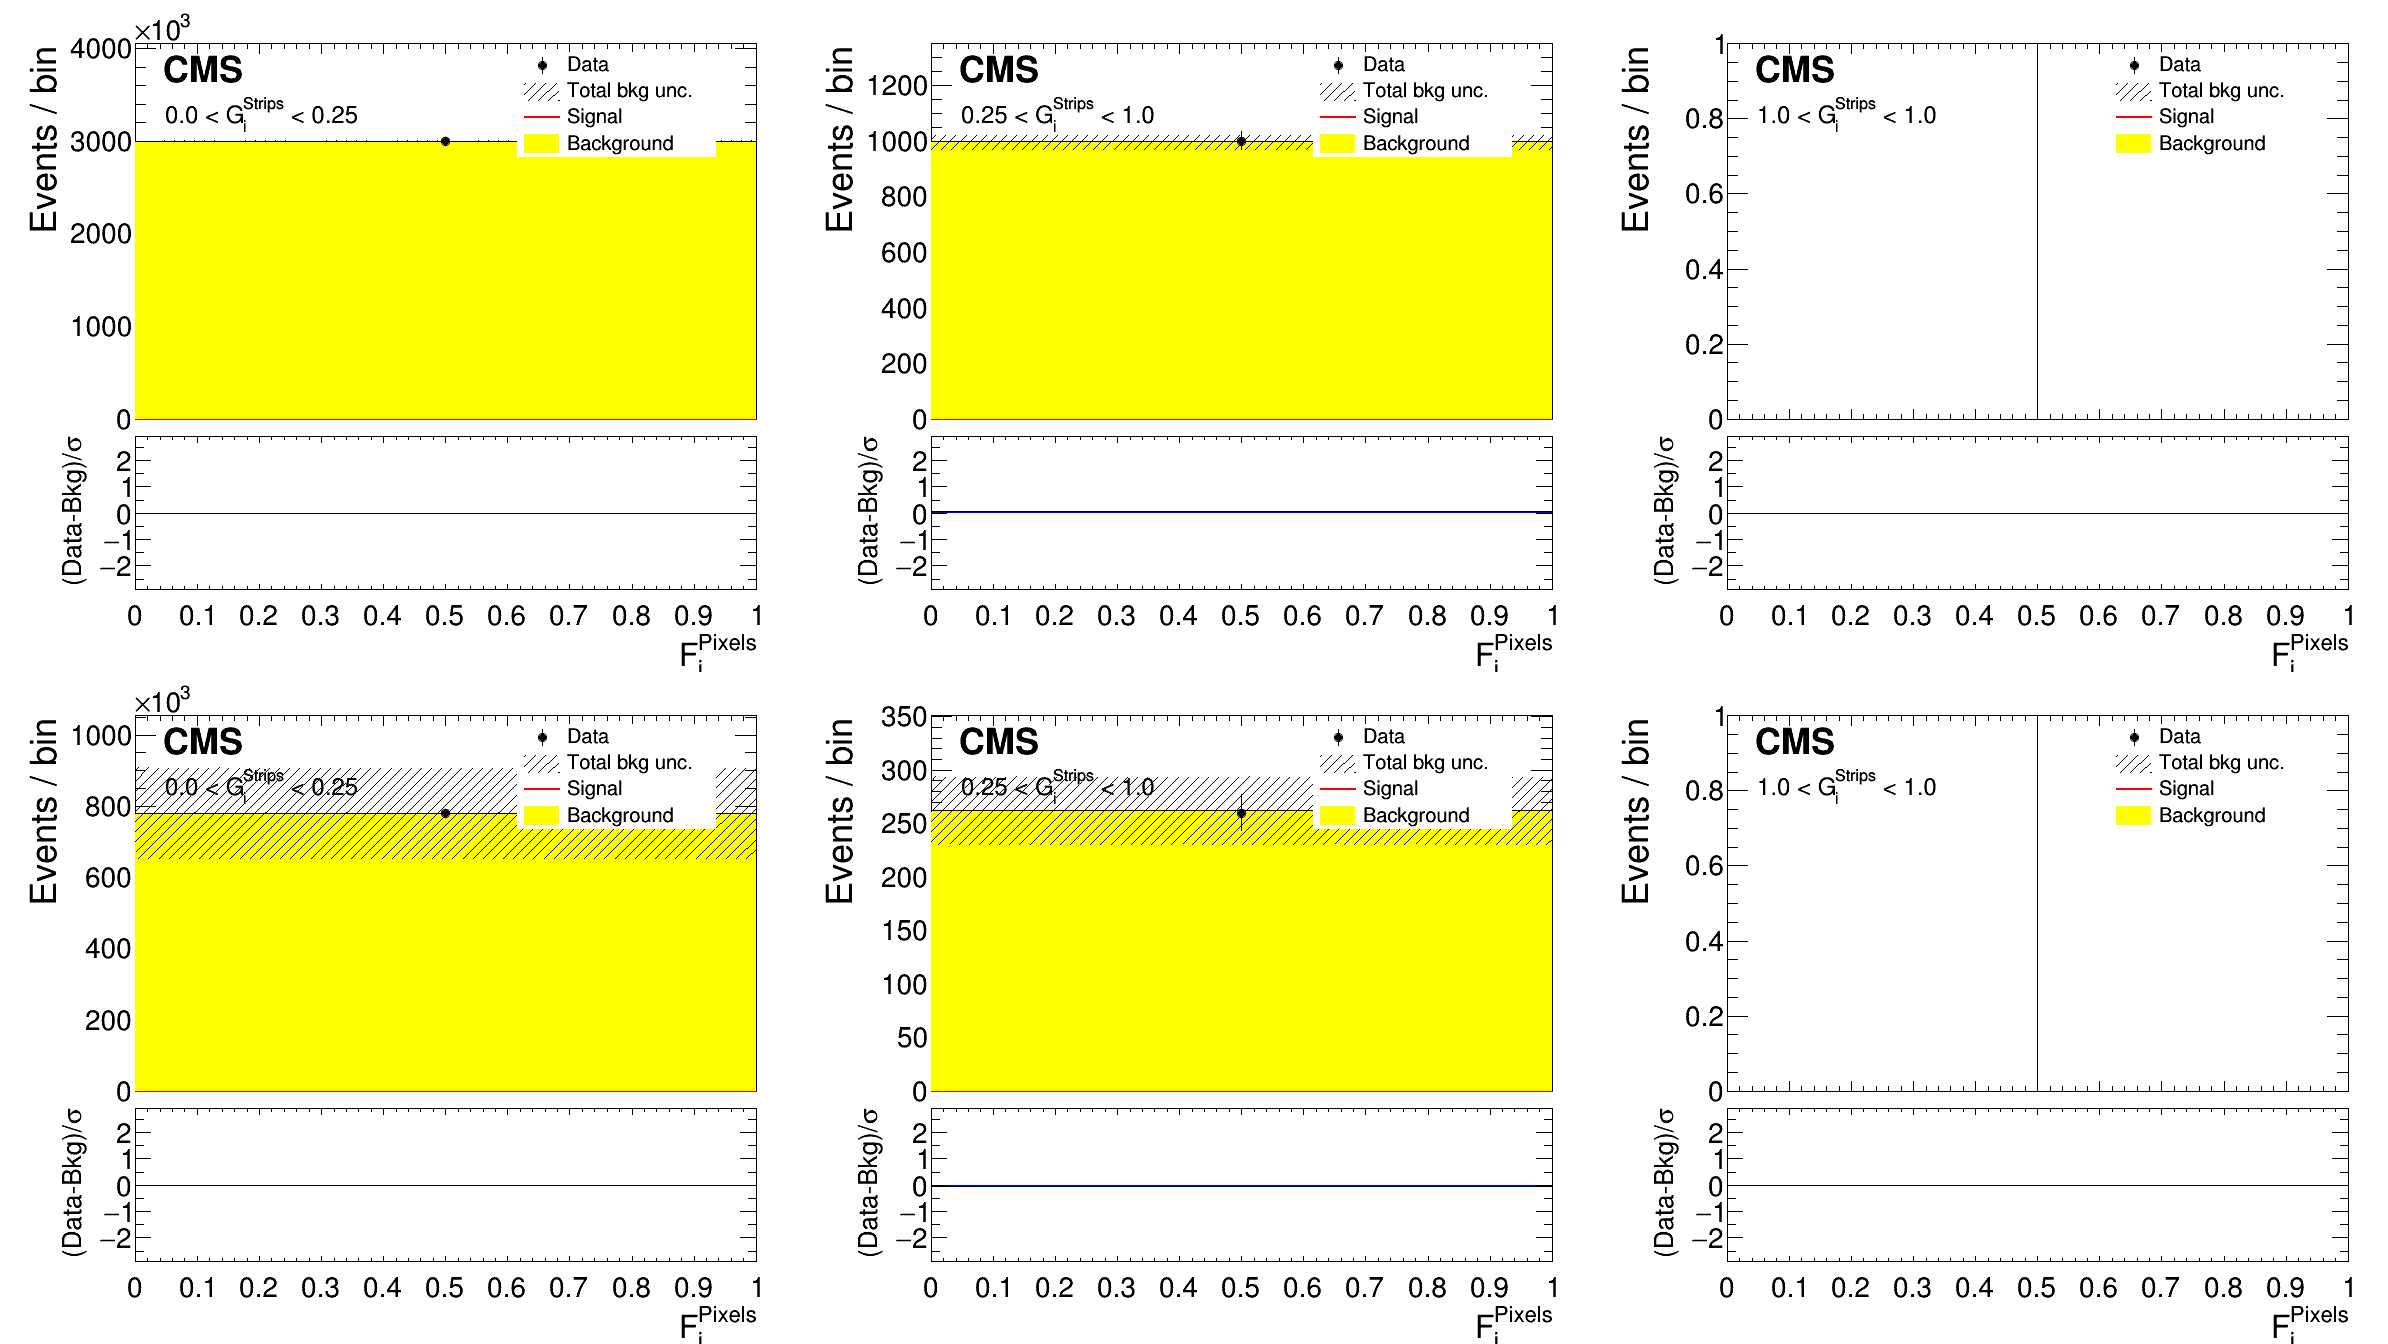 ×10³
Events / bin
4000
3000
2000
1000
0
CMS
0.0 < G_i^Strips < 0.25
Data
Total bkg unc.
Signal
Background
(Data-Bkg)/σ
2
1
0
−1
−2
0 0.1 0.2 0.3 0.4 0.5 0.6 0.7 0.8 0.9 1
F_i^Pixels
Events / bin
1200
1000
800
600
400
200
0
CMS
0.25 < G_i^Strips < 1.0
Data
Total bkg unc.
Signal
Background
(Data-Bkg)/σ
2
1
0
−1
−2
0 0.1 0.2 0.3 0.4 0.5 0.6 0.7 0.8 0.9 1
F_i^Pixels
Events / bin
1
0.8
0.6
0.4
0.2
0
CMS
1.0 < G_i^Strips < 1.0
Data
Total bkg unc.
Signal
Background
(Data-Bkg)/σ
2
1
0
−1
−2
0 0.1 0.2 0.3 0.4 0.5 0.6 0.7 0.8 0.9 1
F_i^Pixels
×10³
Events / bin
1000
800
600
400
200
0
CMS
0.0 < G_i^Strips < 0.25
Data
Total bkg unc.
Signal
Background
(Data-Bkg)/σ
2
1
0
−1
−2
0 0.1 0.2 0.3 0.4 0.5 0.6 0.7 0.8 0.9 1
F_i^Pixels
Events / bin
350
300
250
200
150
100
50
0
CMS
0.25 < G_i^Strips < 1.0
Data
Total bkg unc.
Signal
Background
(Data-Bkg)/σ
2
1
0
−1
−2
0 0.1 0.2 0.3 0.4 0.5 0.6 0.7 0.8 0.9 1
F_i^Pixels
Events / bin
1
0.8
0.6
0.4
0.2
0
CMS
1.0 < G_i^Strips < 1.0
Data
Total bkg unc.
Signal
Background
(Data-Bkg)/σ
2
1
0
−1
−2
0 0.1 0.2 0.3 0.4 0.5 0.6 0.7 0.8 0.9 1
F_i^Pixels